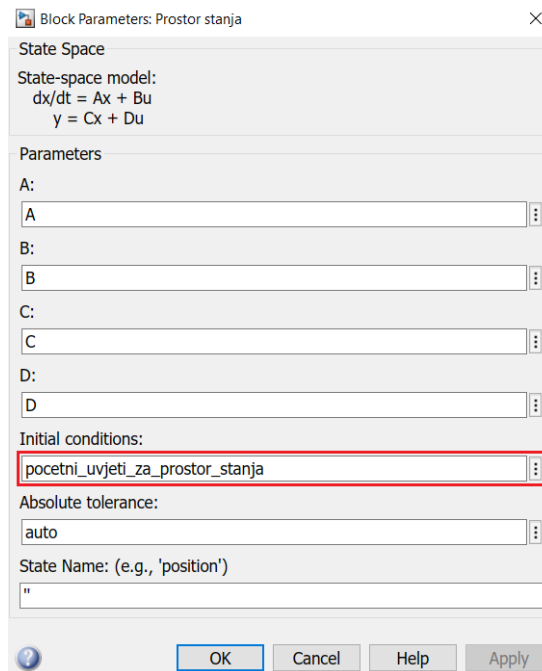 Block Parameters: Prostor stanja
State Space
State-space model:
dx/dt = Ax + Bu
y = Cx + Du
Parameters
A:
A
B:
B
C:
C
D:
D
Initial conditions:
pocetni_uvjeti_za_prostor_stanja
Absolute tolerance:
auto
State Name: (e.g., 'position')
''
OK Cancel Help Apply